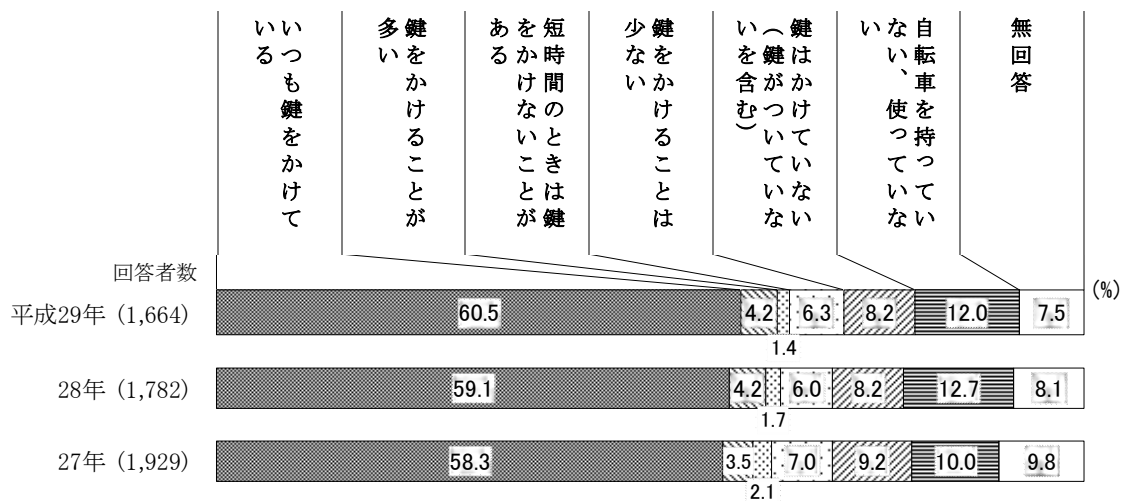 いつも鍵をかけて
いる
鍵をかけることが
多い
短時間のときは鍵
をかけないことが
ある
鍵をかけることは
少ない
鍵はかけていない
（鍵がついていな
いを含む）
自転車を持ってい
ない、使っていな
い
無回答
回答者数
(%)
平成29年 (1,664)
60.5
4.2
1.4
6.3
8.2
12.0
7.5
28年 (1,782)
59.1
4.2
1.7
6.0
8.2
12.7
8.1
27年 (1,929)
58.3
3.5
2.1
7.0
9.2
10.0
9.8